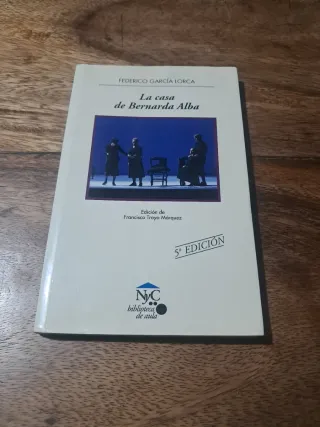 FEDERICO GARCÍA LORCA
La casa
de Bernarda Alba
Edición de
Francisco Troya Márquez
5ª EDICIÓN
NyC
biblioteca
de aula